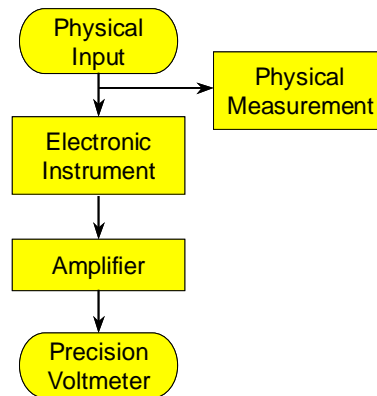 Physical
Input
Physical
Measurement
Electronic
Instrument
Amplifier
Precision
Voltmeter